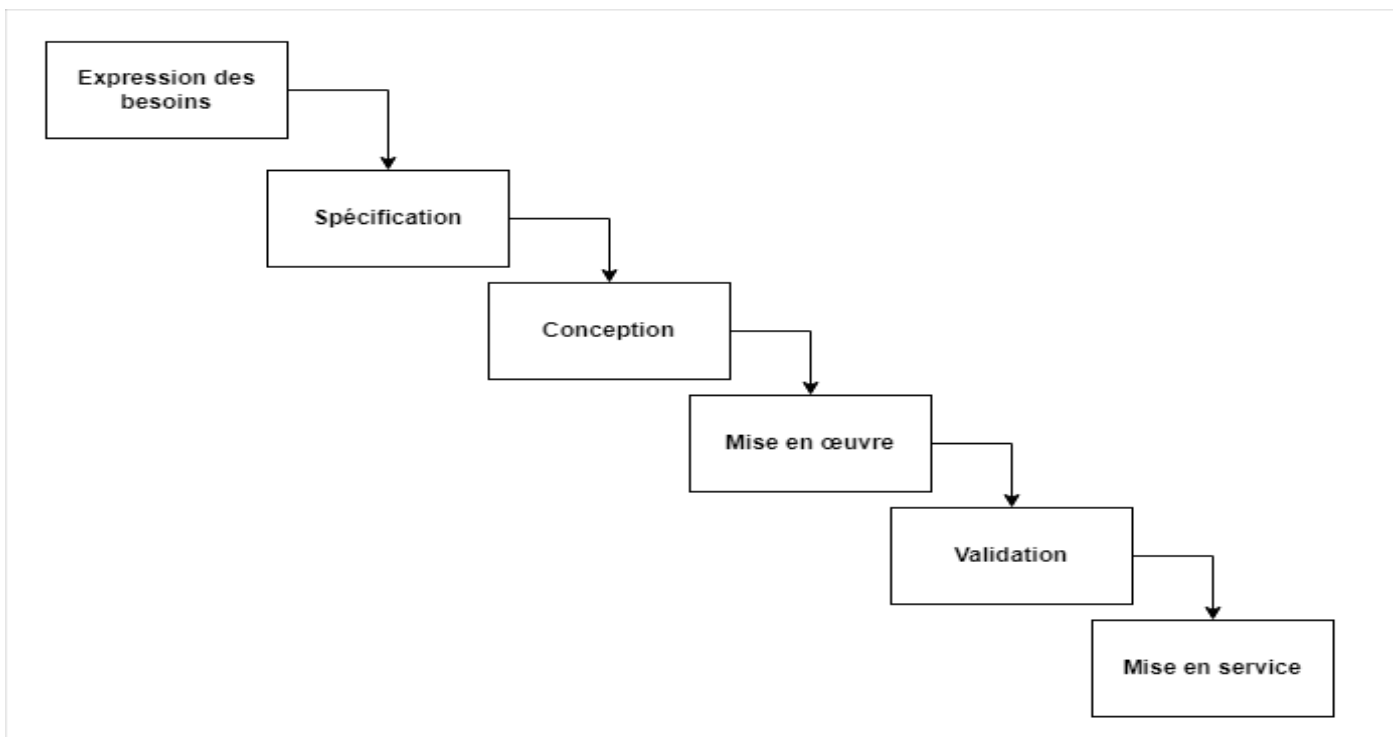 Expression des
besoins
Spécification
Conception
Mise en œuvre
Validation
Mise en service